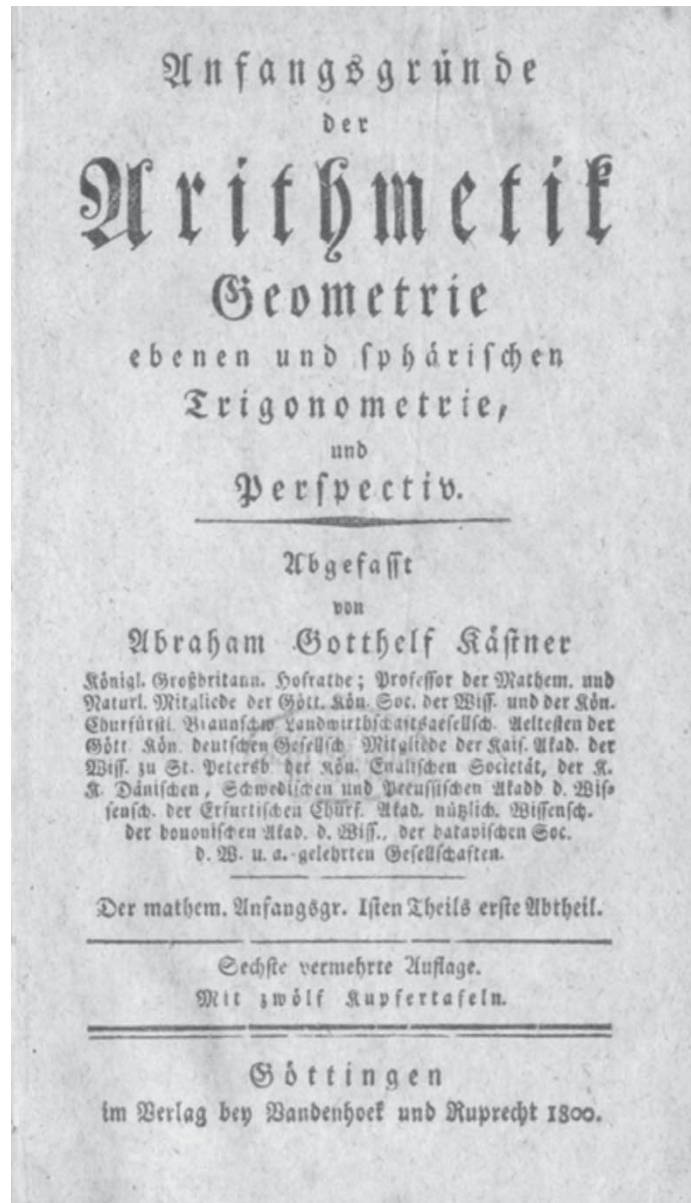 Anfangsgründe
der
Arithmetik
Geometrie
ebenen und sphärischen
Trigonometrie,
und
Perspectiv.
Abgefasst
von
Abraham Gotthelf Kästner
Königl. Großbritann. Hofrathe; Professor der Mathem. und
Naturl. Mitgliede der Gött. Kön. Soc. der Wiss. und der Kön.
Churfürstl. Braunschw. Landwirthschaftsgesellsch. Aeltesten der
Gött. Kön. deutschen Gesellsch. Mitgliede der Kais. Akad. der
Wiss. zu St. Petersb. der Kön. Englischen Societät, der K.
K. Dänischen, Schwedischen und Preussischen Akadd d. Wis-
sensch. der Erfurtischen Churf. Akad. nützlich. Wissensch.
der bononischen Akad. d. Wiss., der batavischen Soc.
d. W. u. a. gelehrten Gesellschaften.
Der mathem. Anfangsgr. Isten Theils erste Abtheil.
Sechste vermehrte Auflage.
Mit zwölf Kupfertafeln.
Göttingen
im Verlag bey Vandenhoek und Ruprecht 1800.